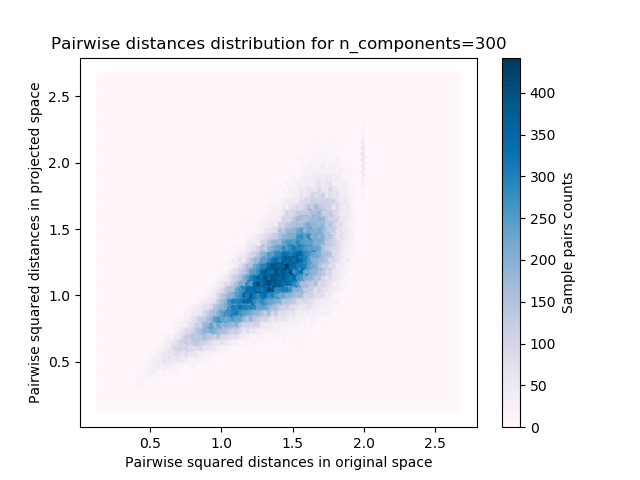 Pairwise distances distribution for n_components=300
Pairwise squared distances in projected space
2.5
2.0
1.5
1.0
0.5
0.5 1.0 1.5 2.0 2.5
Pairwise squared distances in original space
400
350
300
250
200
150
100
50
0
Sample pairs counts